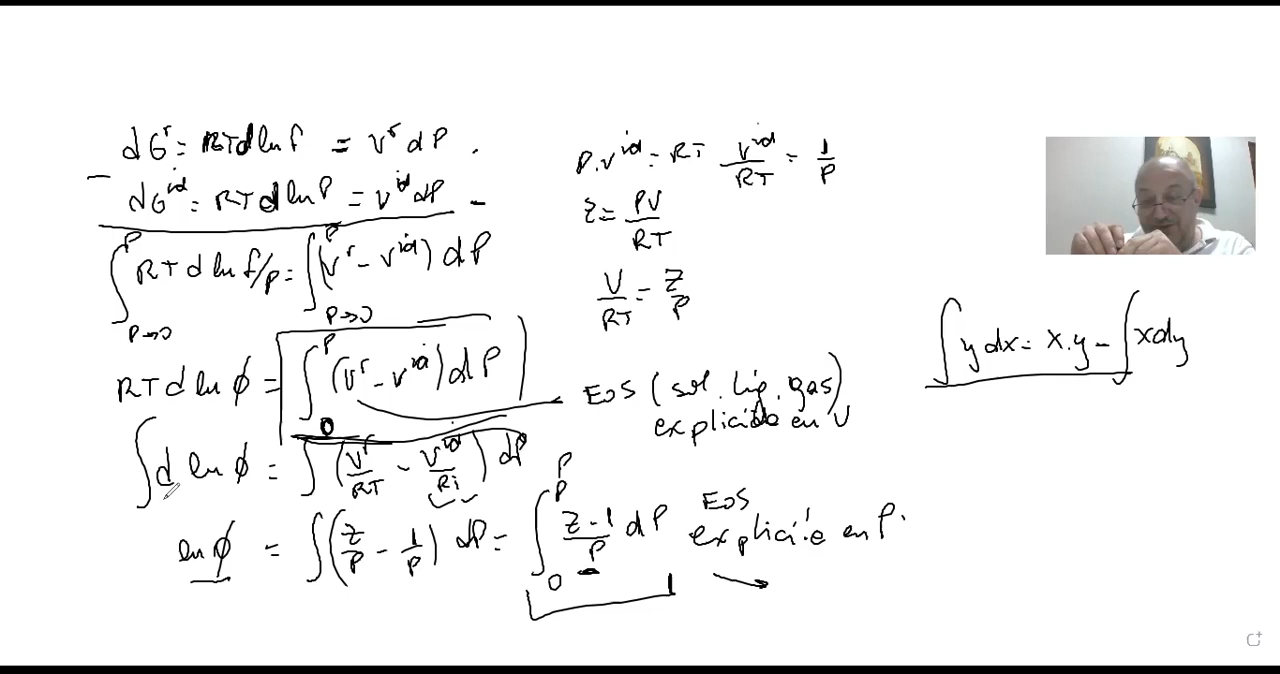 dG^r = RT d ln f = V^r dP .
− dG^id = RT d ln P = V^id dP −
∫_{P→0}^{P} RT d ln f/P = ∫_{P→0}^{P} (V^r − V^id) dP
RT d ln ϕ = ∫_0^P (V^r − V^id) dP
∫ d ln ϕ = ∫ (V^r/RT − V^id/RT) dP
ln ϕ = ∫ (Z/P − 1/P) dP = ∫_0^P (Z − 1)/P dP
P
P.V^id = RT V^id/RT = 1/P
Z = PV/RT
V/RT = Z/P
EOS (sol. liq. gas)
explicite en V
EOS
explicite en P.
∫ y dx = x.y − ∫ x dy